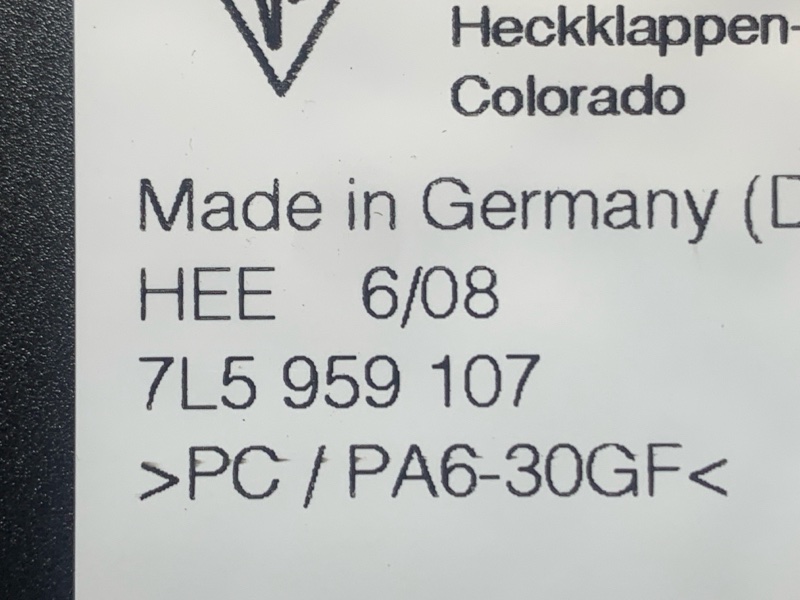 Heckklappen-
Colorado
Made in Germany (D
HEE 6/08
7L5 959 107
>PC / PA6-30GF<